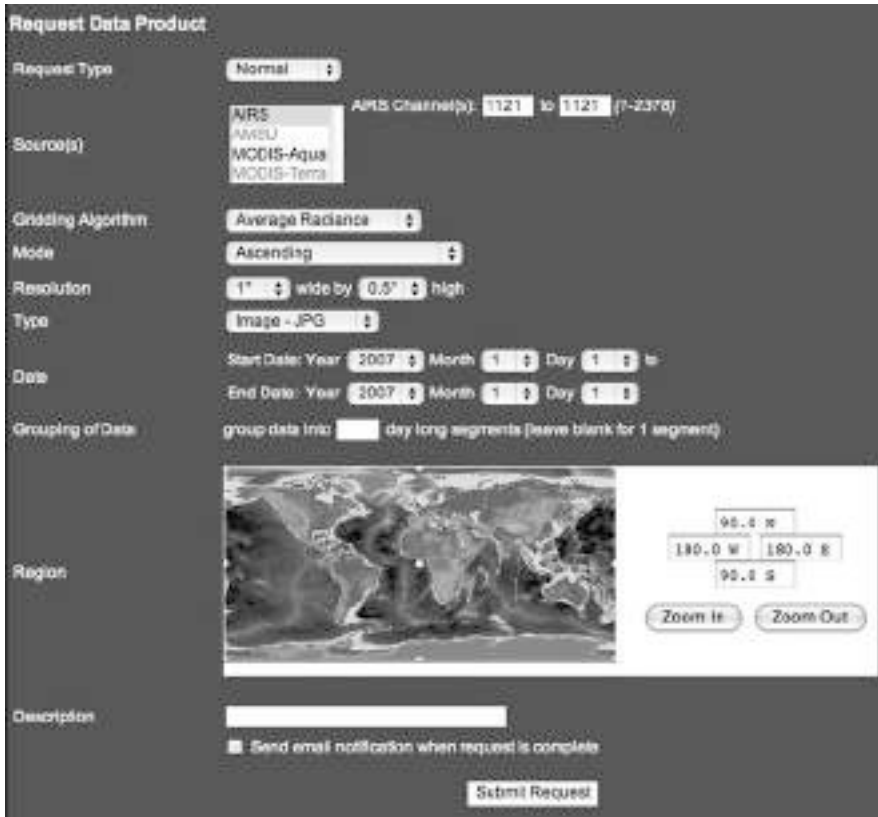 Request Data Product
Request Type Normal
Source(s) AIRS AIRS Channel(s): 1121 to 1121 (1-2378)
AMSU
MODIS-Aqua
MODIS-Terra
Gridding Algorithm Average Radiance
Mode Ascending
Resolution 1° wide by 0.5° high
Type Image - JPG
Date Start Date: Year 2007 Month 1 Day 1 to
End Date: Year 2007 Month 1 Day 1
Grouping of Data group data into day long segments (leave blank for 1 segment)
Region
90.0 N
180.0 W 180.0 E
90.0 S
Zoom In Zoom Out
Description
Send email notification when request is complete
Submit Request